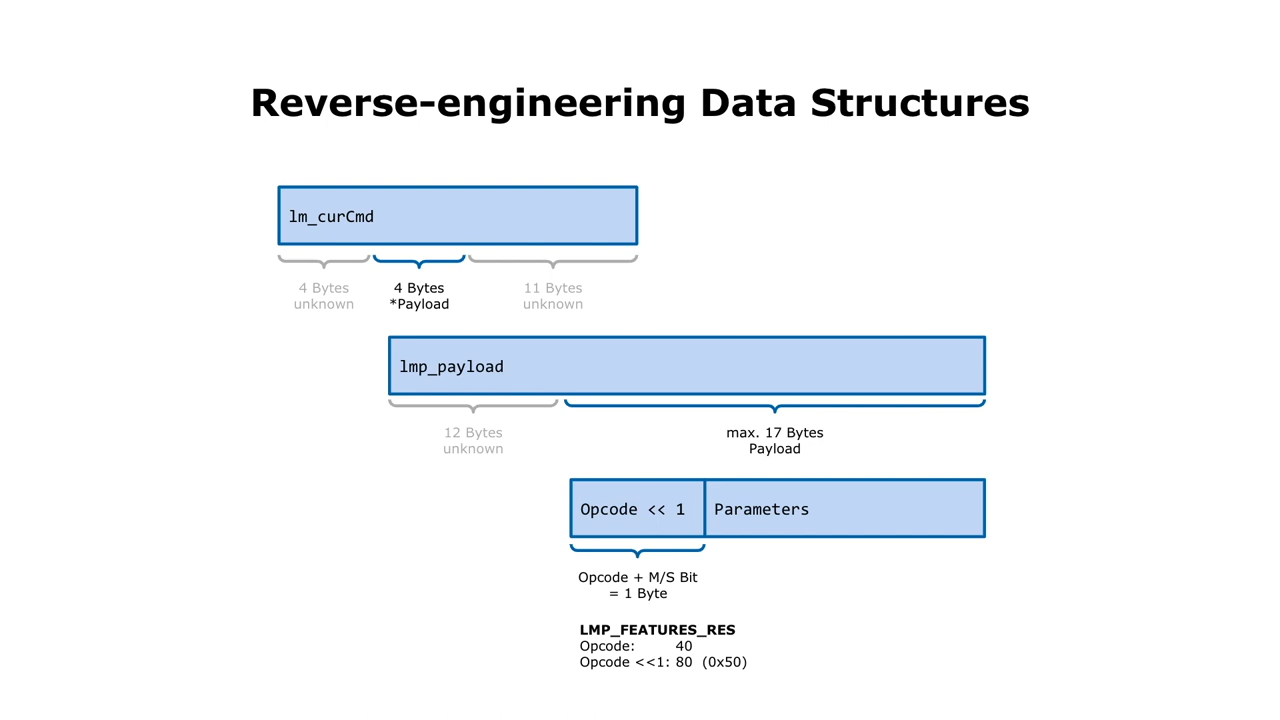 Reverse-engineering Data Structures
lm_curCmd
4 Bytes
unknown
4 Bytes
*Payload
11 Bytes
unknown
lmp_payload
12 Bytes
unknown
max. 17 Bytes
Payload
Opcode << 1
Parameters
Opcode + M/S Bit
= 1 Byte
LMP_FEATURES_RES
Opcode: 40
Opcode <<1: 80 (0x50)